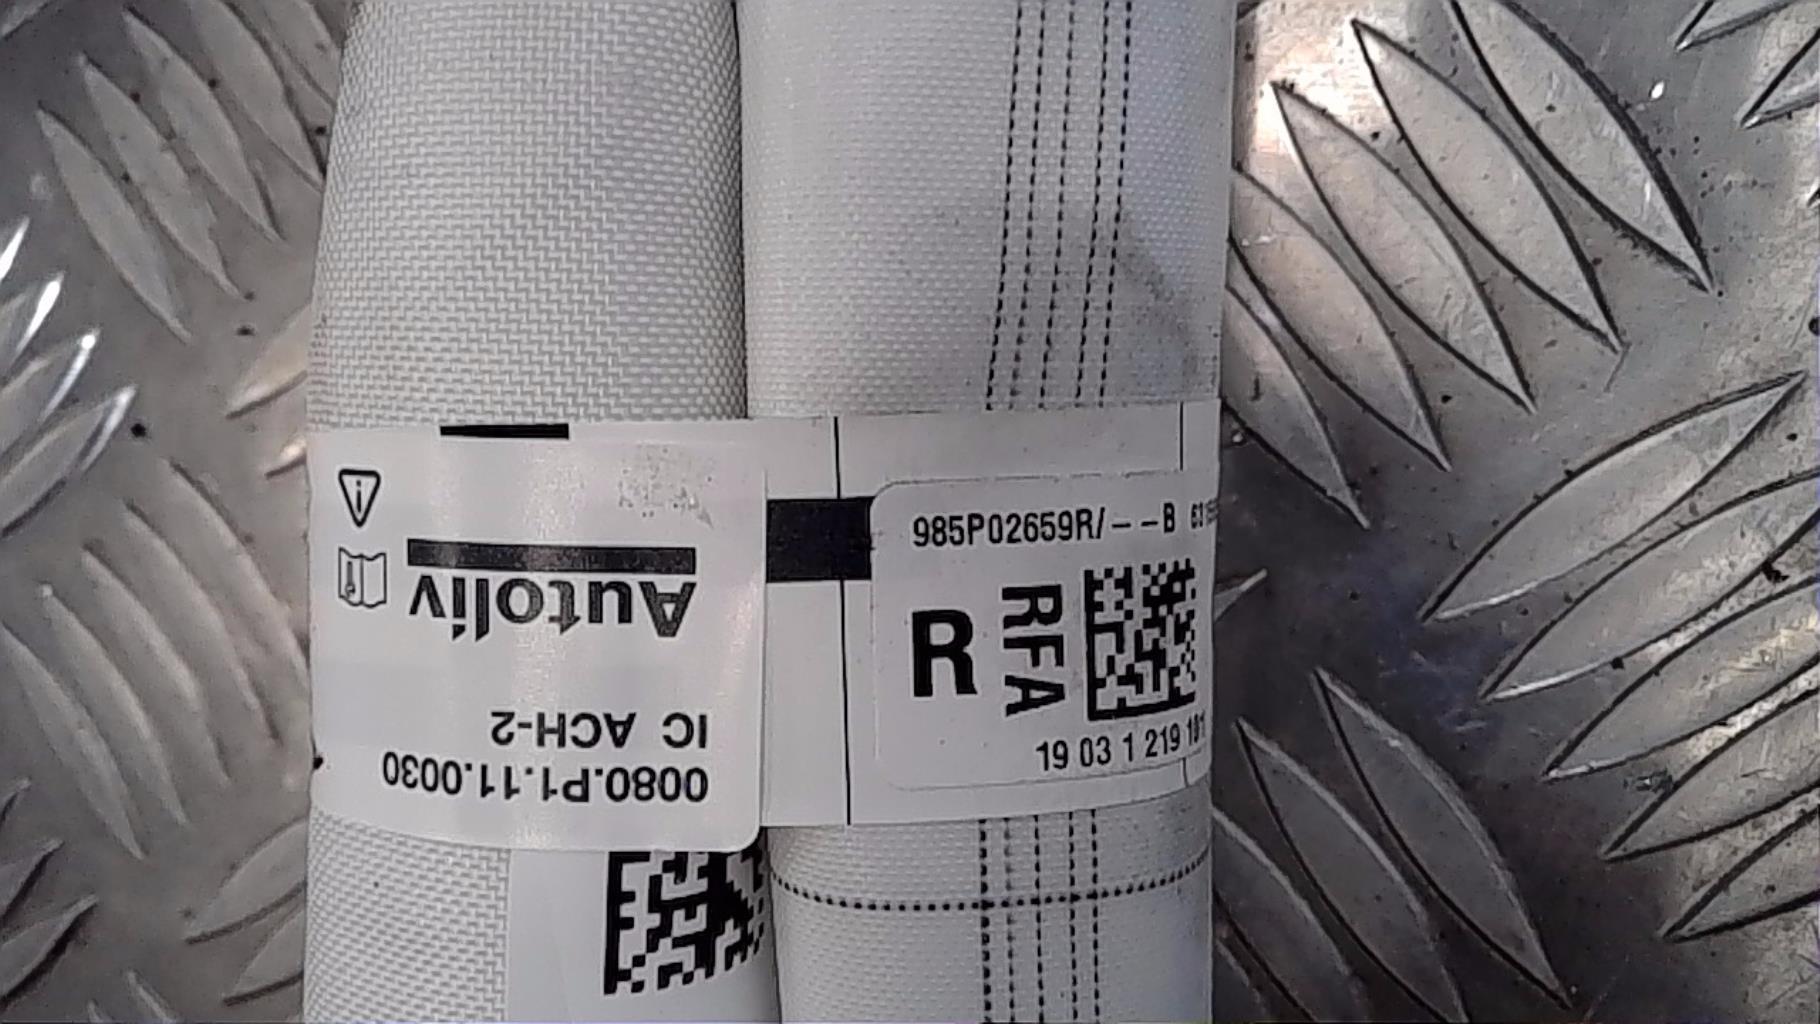 Autoliv
IC ACH-2
0080.P1.11.0030
985P02659R/--B
R
RFA
19 03 1 219